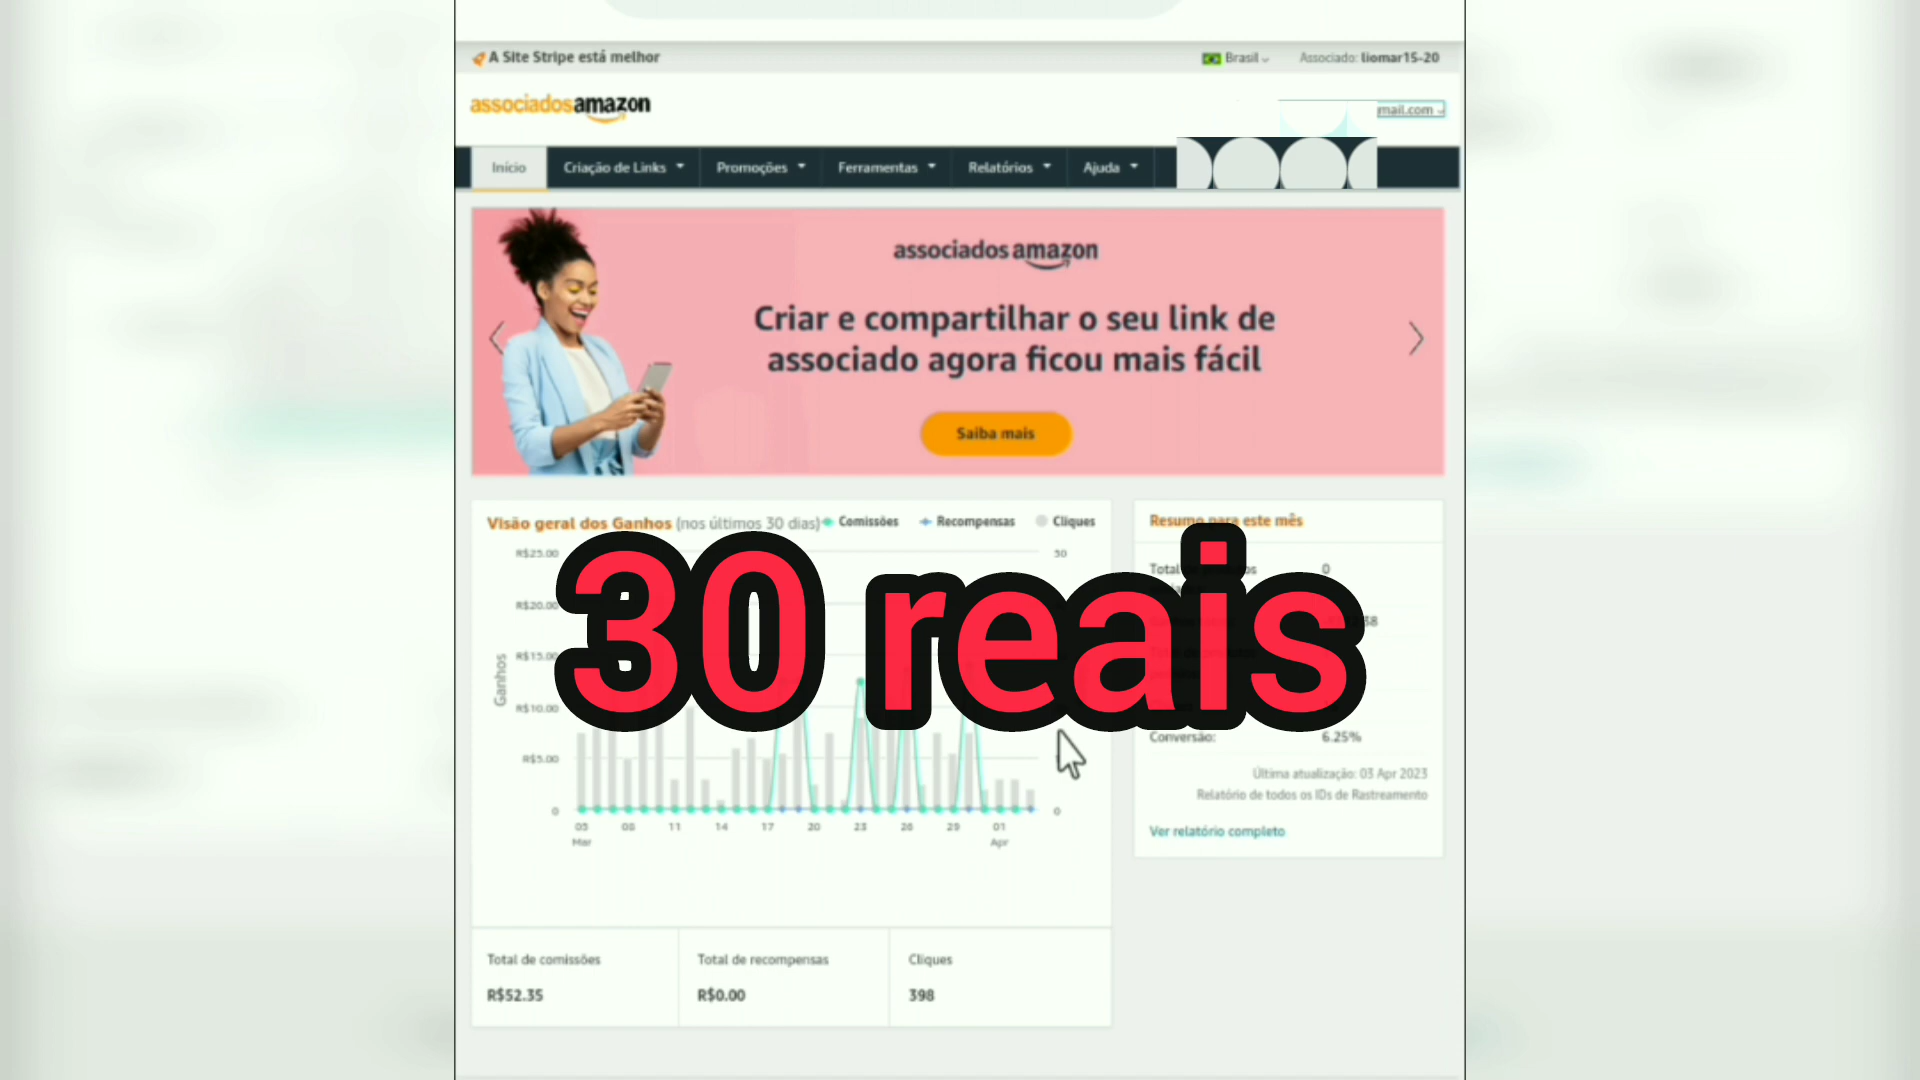 A Site Stripe está melhor
Brasil
Associado: liomar15-20
associadosamazon
mail.com
Início
Criação de Links
Promoções
Ferramentas
Relatórios
Ajuda
associados amazon
Criar e compartilhar o seu link de
associado agora ficou mais fácil
Saiba mais
Visão geral dos Ganhos (nos últimos 30 dias)
Comissões
Recompensas
Cliques
Resumo para este mês
R$25.00
50
R$20.00
R$15.00
R$10.00
R$5.00
0
0
Ganhos
05 08 11 14 17 20 23 26 29 01
Mar
Apr
30 reais
0
Conversão:
6.25%
Última atualização: 03 Apr 2023
Relatório de todos os IDs de Rastreamento
Ver relatório completo
Total de comissões
R$52.35
Total de recompensas
R$0.00
Cliques
398